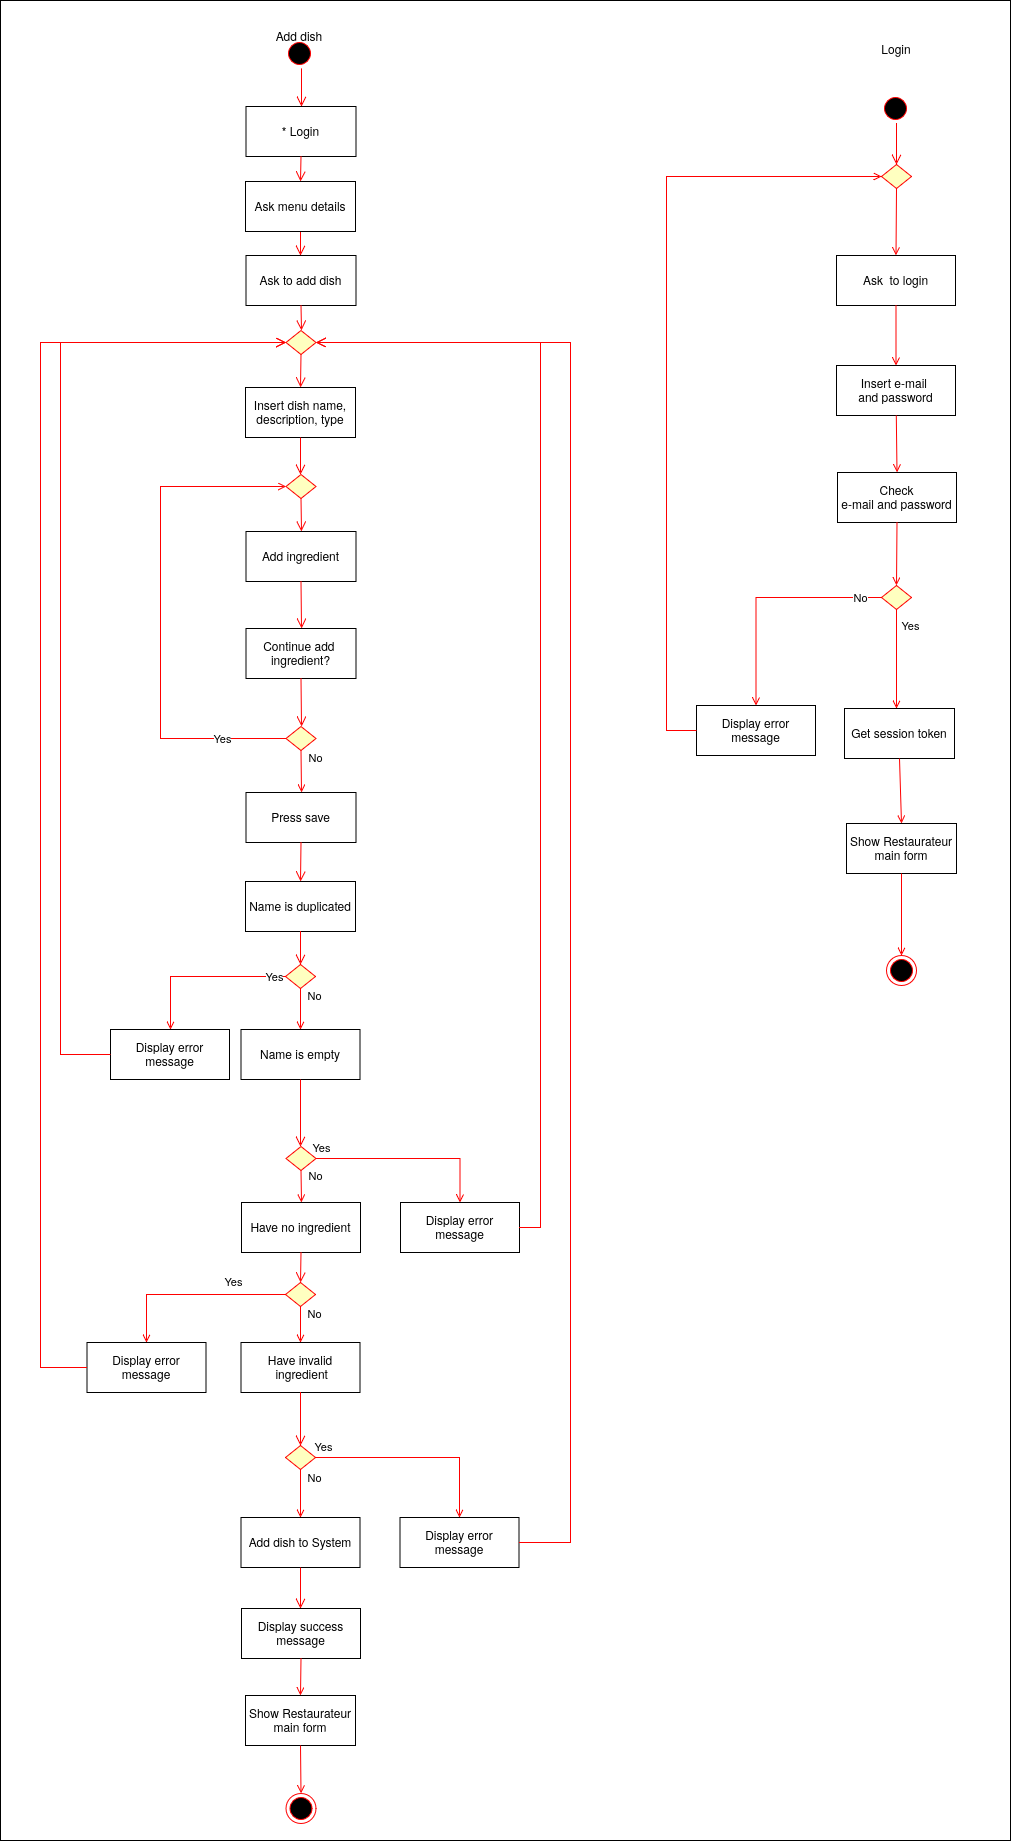 Add dish
* Login
Ask menu details
Ask to add dish
Insert dish name,
description, type
Add ingredient
Continue add
ingredient?
Yes
No
Press save
Name is duplicated
Yes
No
Display error
message
Name is empty
Yes
No
Have no ingredient
Display error
message
Yes
No
Display error
message
Have invalid
ingredient
Yes
No
Add dish to System
Display error
message
Display success
message
Show Restaurateur
main form
Login
Ask  to login
Insert e-mail
and password
Check
e-mail and password
No
Yes
Display error
message
Get session token
Show Restaurateur
main form